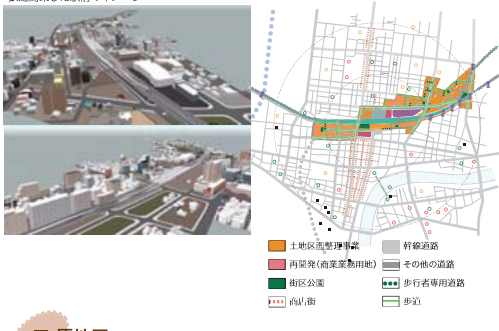 土地区画整理事業
再開発(商業業務用地)
街区公園
商店街
幹線道路
その他の道路
歩行者専用道路
歩道